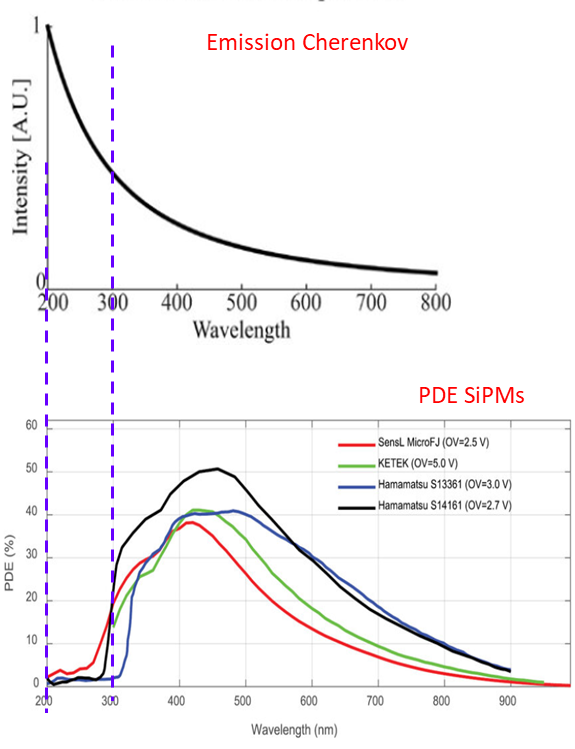 1
Emission Cherenkov
Intensity [A.U.]
0
200 300 400 500 600 700 800
Wavelength
PDE SiPMs
60
SensL MicroFJ (OV=2.5 V)
KETEK (OV=5.0 V)
50
Hamamatsu S13361 (OV=3.0 V)
Hamamatsu S14161 (OV=2.7 V)
40
30
PDE (%)
20
10
0
200 300 400 500 600 700 800 900
Wavelength (nm)